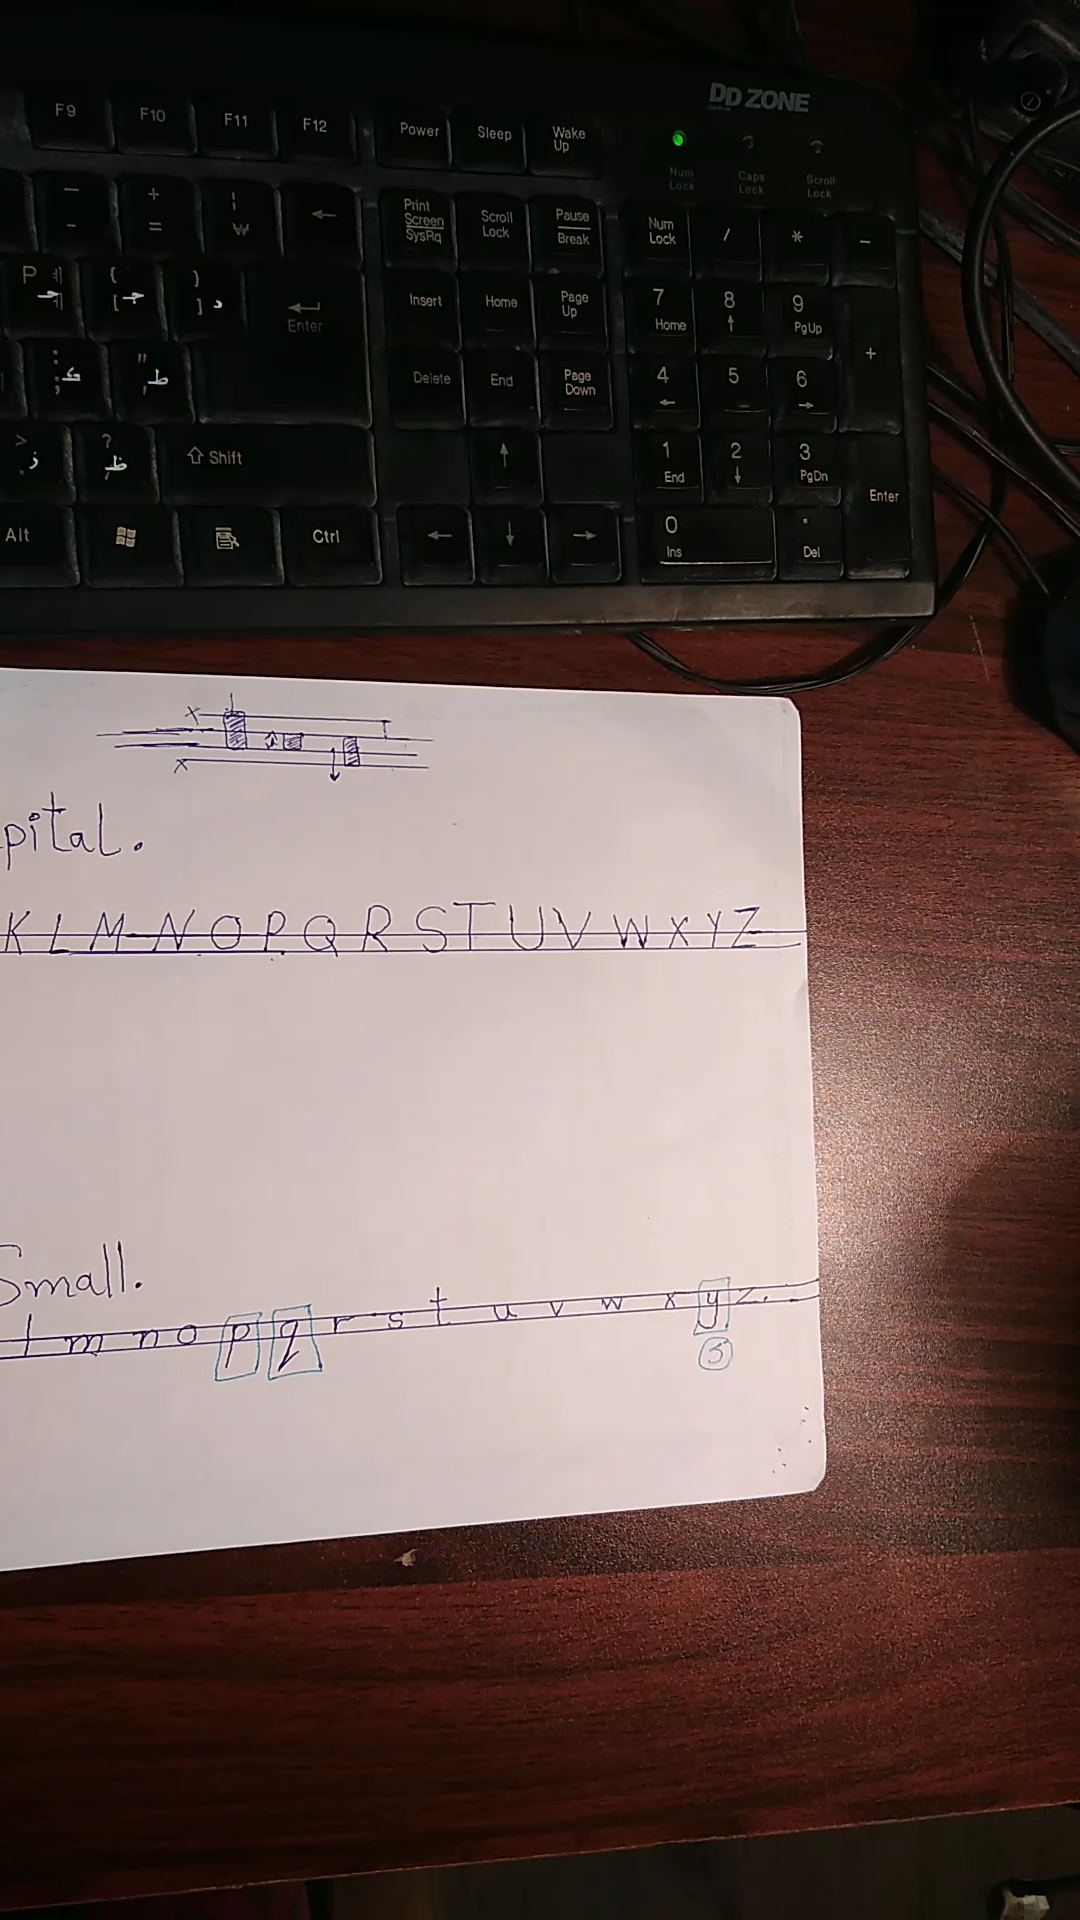 DD ZONE
F9 F10 F11 F12 Power Sleep Wake Up
Num Lock Caps Lock Scroll Lock
Print Screen SysRq Scroll Lock Pause Break Num Lock / * -
P { [ } ] د Enter Insert Home Page Up 7 Home 8 9 PgUp +
: ; ك " ' ط Delete End Page Down 4 5 6
> . ز ? ظ Shift 1 End 2 3 PgDn Enter
Alt Ctrl 0 Ins . Del
x
x
pital.
K L M N O P Q R S T U V W X Y Z
Small.
l m n o p q r s t u v w x y z.
5